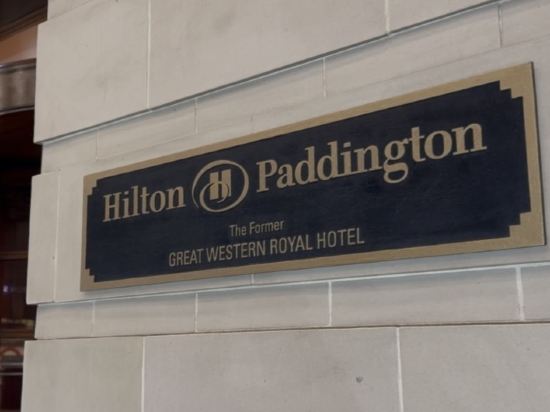 Hilton Paddington
The Former
GREAT WESTERN ROYAL HOTEL